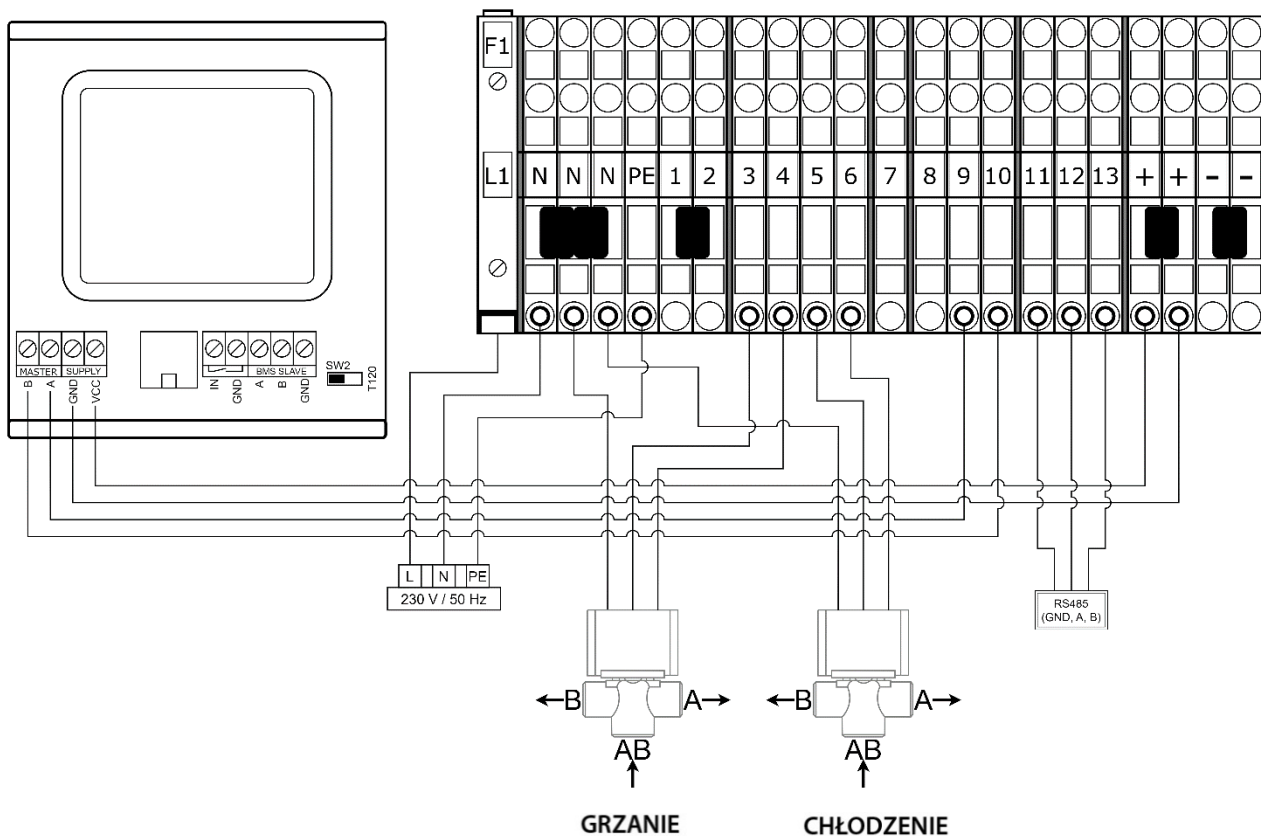 F1
L1 N N N PE 1 2 3 4 5 6 7 8 9 10 11 12 13 + + - -
MASTER SUPPLY
B A GND VCC
IN GND A B GND
BMS SLAVE
SW2
T120
L N PE
230 V / 50 Hz
RS485
(GND, A, B)
←B A→
AB
←B A→
AB
GRZANIE
CHŁODZENIE